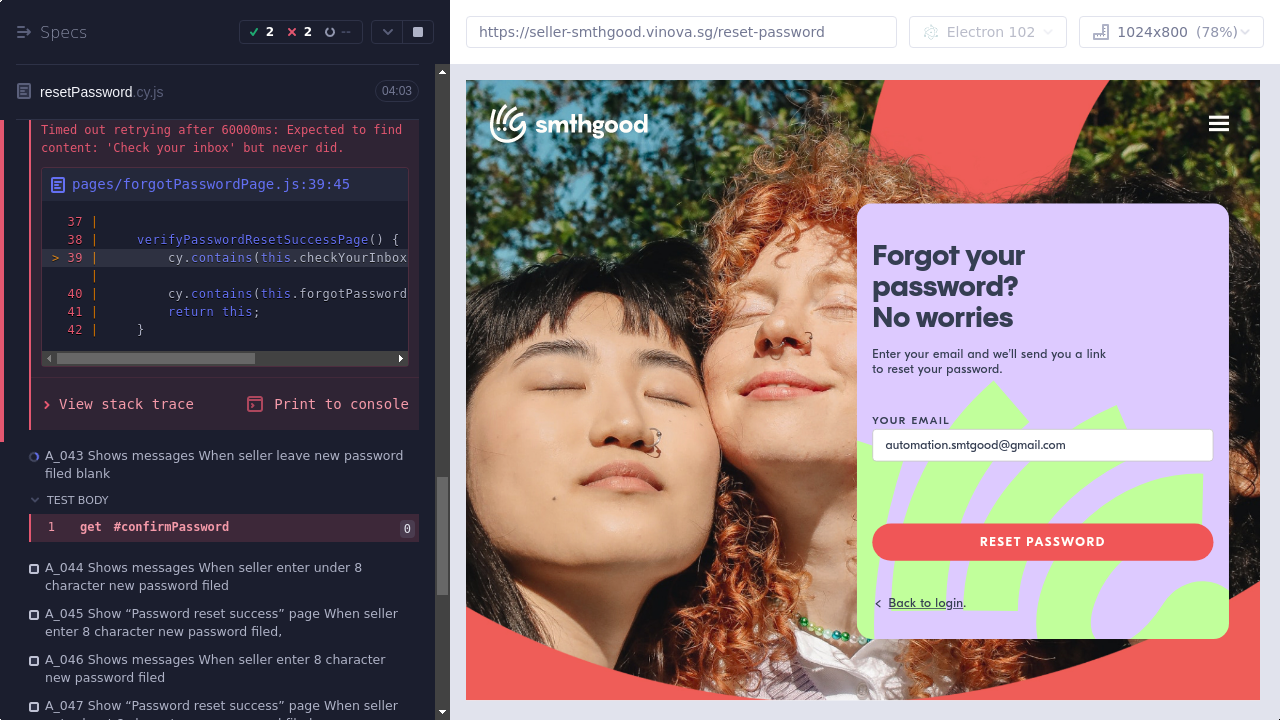 Specs
2
2
--
resetPassword.cy.js
04:03
Timed out retrying after 60000ms: Expected to find
content: 'Check your inbox' but never did.
pages/forgotPasswordPage.js:39:45
37 |
38 | verifyPasswordResetSuccessPage() {
> 39 | cy.contains(this.checkYourInbox
|
40 | cy.contains(this.forgotPassword
41 | return this;
42 | }
View stack trace
Print to console
A_043 Shows messages When seller leave new password
filed blank
TEST BODY
1 get #confirmPassword 0
A_044 Shows messages When seller enter under 8
character new password filed
A_045 Show “Password reset success” page When seller
enter 8 character new password filed,
A_046 Shows messages When seller enter 8 character
new password filed
A_047 Show “Password reset success” page When seller
https://seller-smthgood.vinova.sg/reset-password
Electron 102
1024x800 (78%)
smthgood
Forgot your
password?
No worries
Enter your email and we'll send you a link
to reset your password.
YOUR EMAIL
automation.smtgood@gmail.com
RESET PASSWORD
< Back to login.